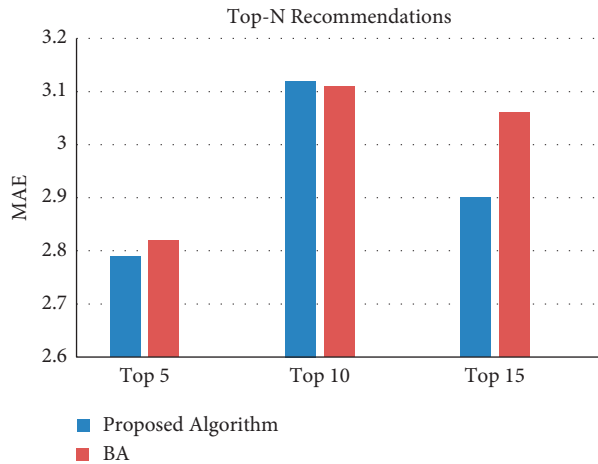 Top-N Recommendations
3.2
3.1
3
2.9
2.8
2.7
2.6
MAE
Top 5 Top 10 Top 15
Proposed Algorithm
BA